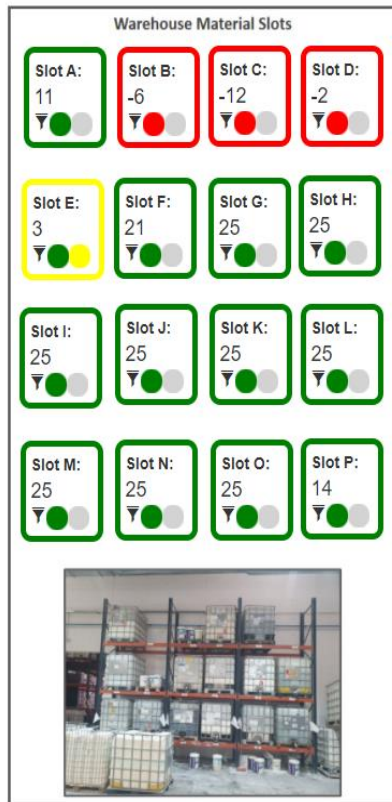 Warehouse Material Slots
Slot A:
11
Slot B:
-6
Slot C:
-12
Slot D:
-2
Slot E:
3
Slot F:
21
Slot G:
25
Slot H:
25
Slot I:
25
Slot J:
25
Slot K:
25
Slot L:
25
Slot M:
25
Slot N:
25
Slot O:
25
Slot P:
14